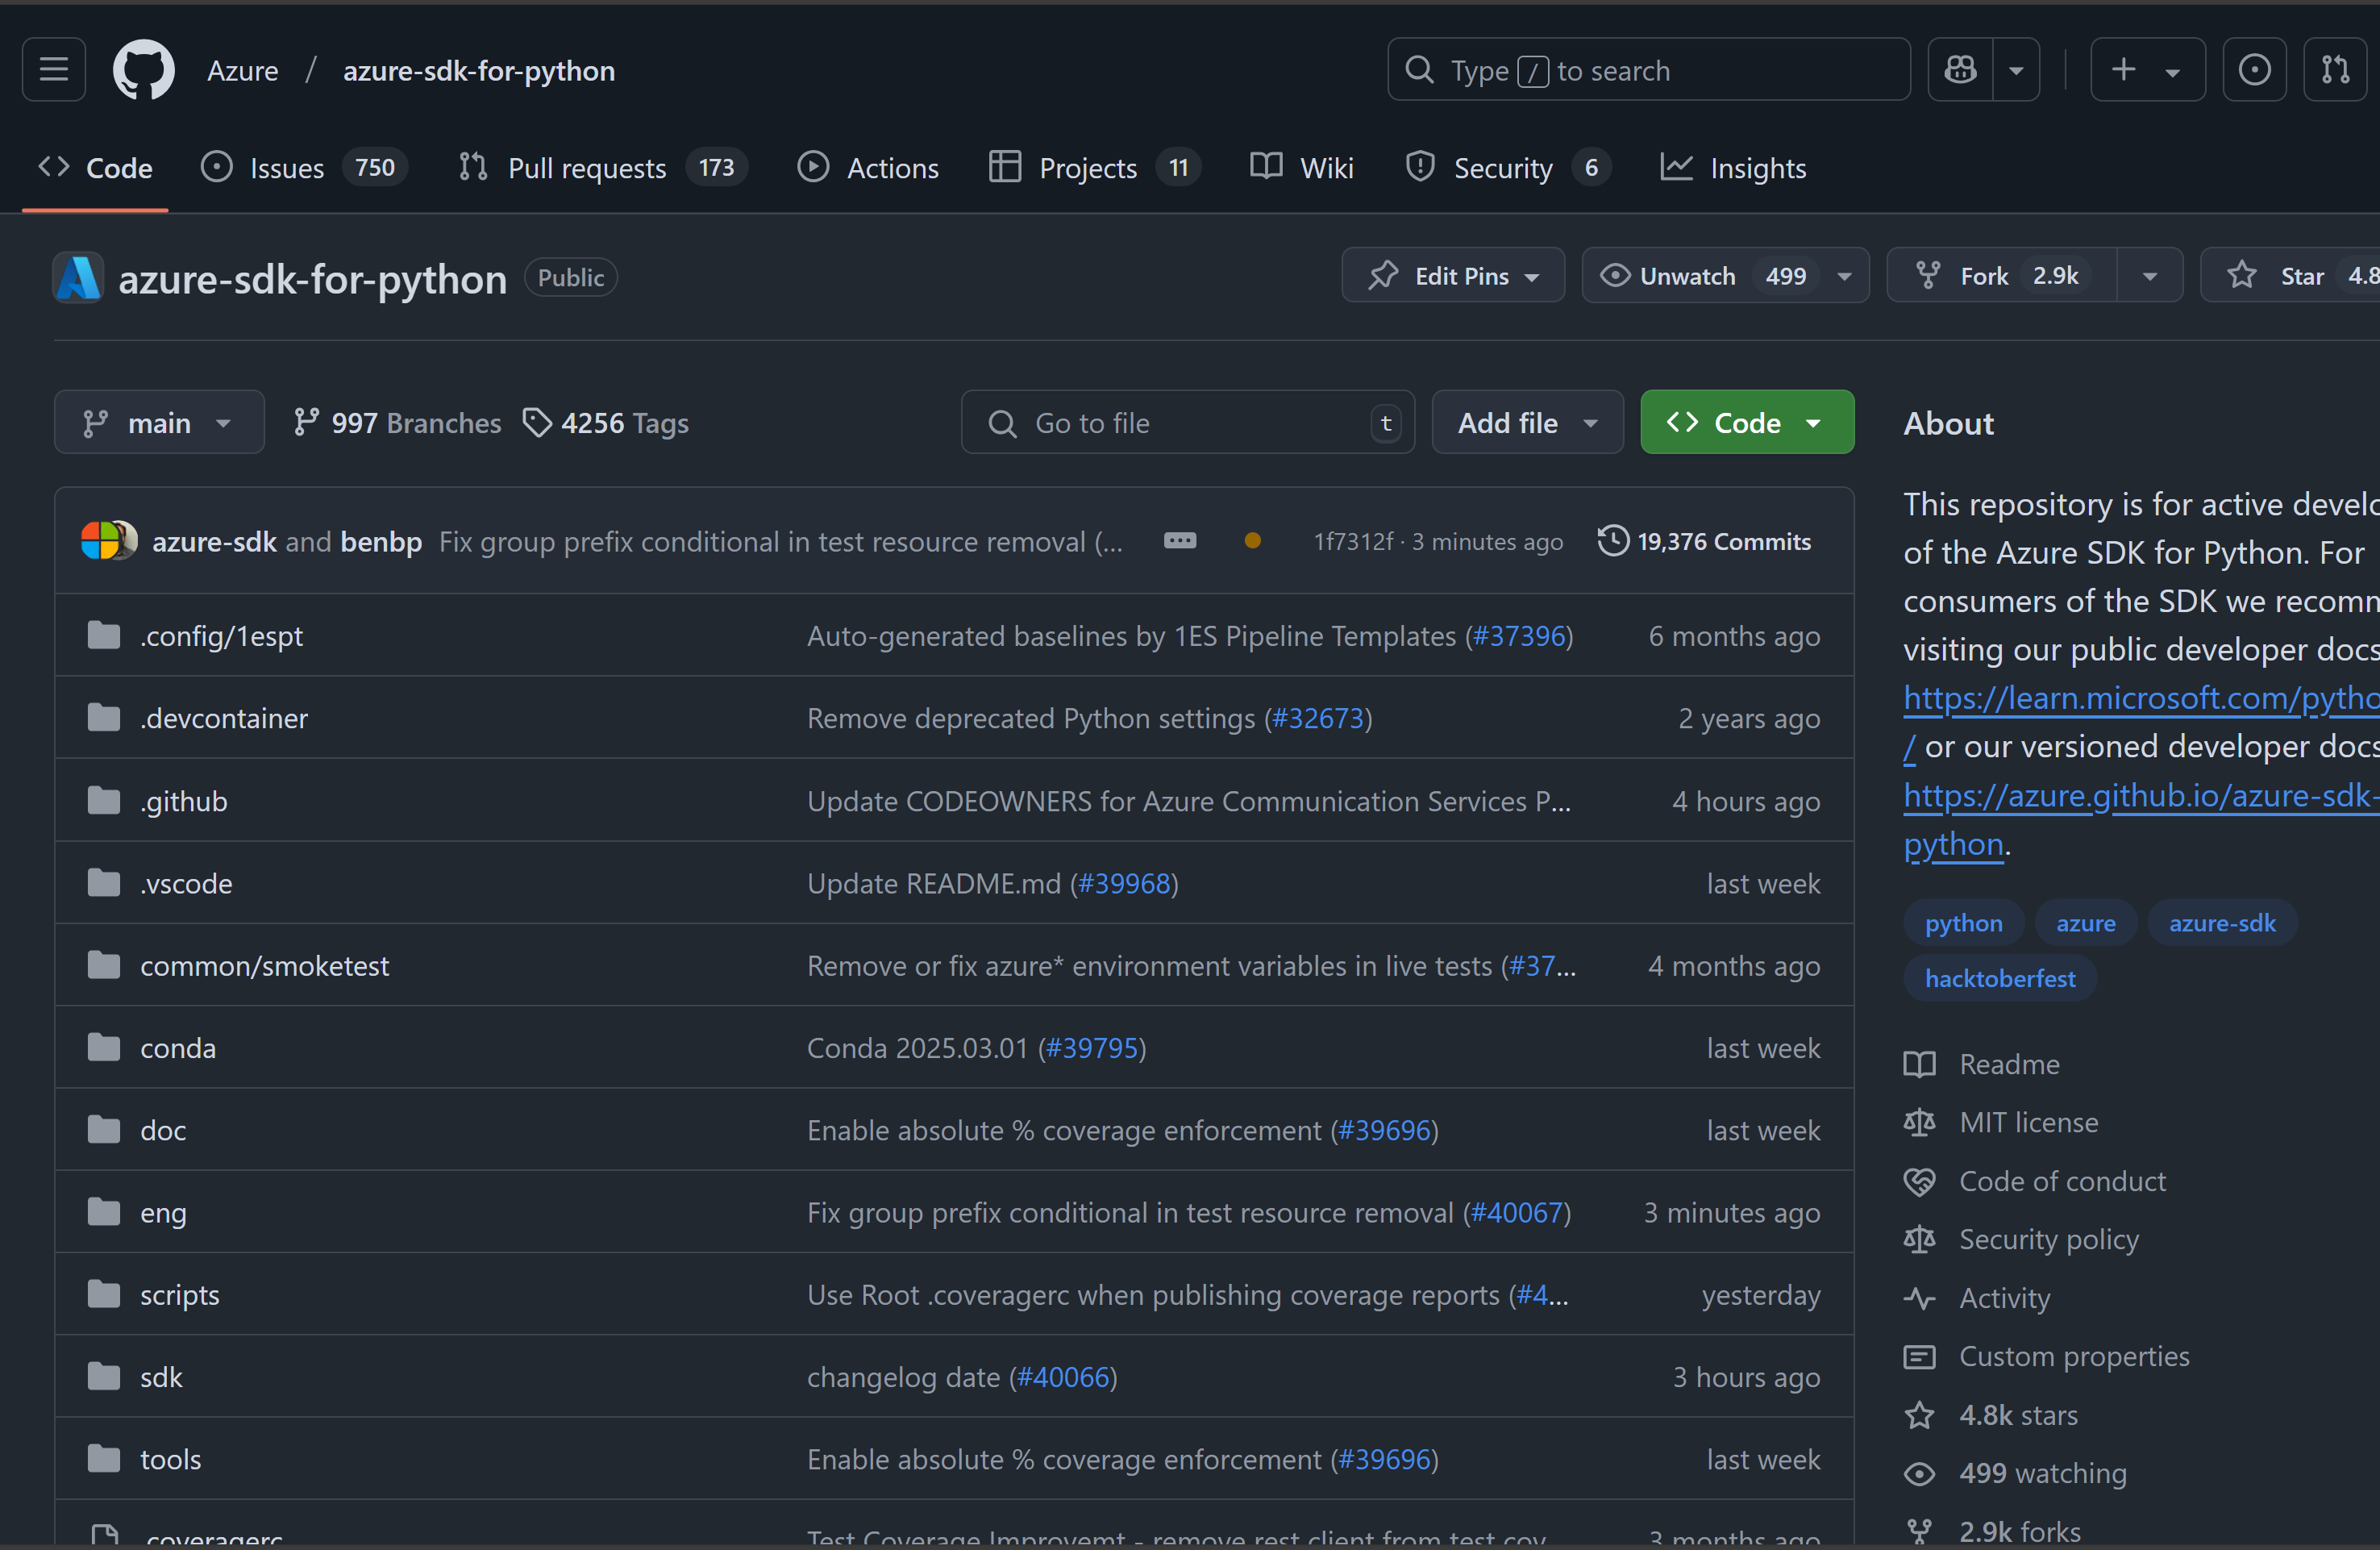 Azure / azure-sdk-for-python
Type / to search
Code Issues 750 Pull requests 173 Actions Projects 11 Wiki Security 6 Insights
azure-sdk-for-python Public
Edit Pins Unwatch 499 Fork 2.9k Star 4.8
main 997 Branches 4256 Tags
Go to file t Add file Code
azure-sdk and benbp Fix group prefix conditional in test resource removal (... 1f7312f · 3 minutes ago 19,376 Commits
.config/1espt Auto-generated baselines by 1ES Pipeline Templates (#37396) 6 months ago
.devcontainer Remove deprecated Python settings (#32673) 2 years ago
.github Update CODEOWNERS for Azure Communication Services P... 4 hours ago
.vscode Update README.md (#39968) last week
common/smoketest Remove or fix azure* environment variables in live tests (#37... 4 months ago
conda Conda 2025.03.01 (#39795) last week
doc Enable absolute % coverage enforcement (#39696) last week
eng Fix group prefix conditional in test resource removal (#40067) 3 minutes ago
scripts Use Root .coveragerc when publishing coverage reports (#4... yesterday
sdk changelog date (#40066) 3 hours ago
tools Enable absolute % coverage enforcement (#39696) last week
.coveragerc Test Coverage Improvemt - remove rest client from test cov 3 months ago
About
This repository is for active develo
of the Azure SDK for Python. For
consumers of the SDK we recomm
visiting our public developer docs
https://learn.microsoft.com/pytho
/ or our versioned developer docs
https://azure.github.io/azure-sdk-
python.
python azure azure-sdk
hacktoberfest
Readme
MIT license
Code of conduct
Security policy
Activity
Custom properties
4.8k stars
499 watching
2.9k forks